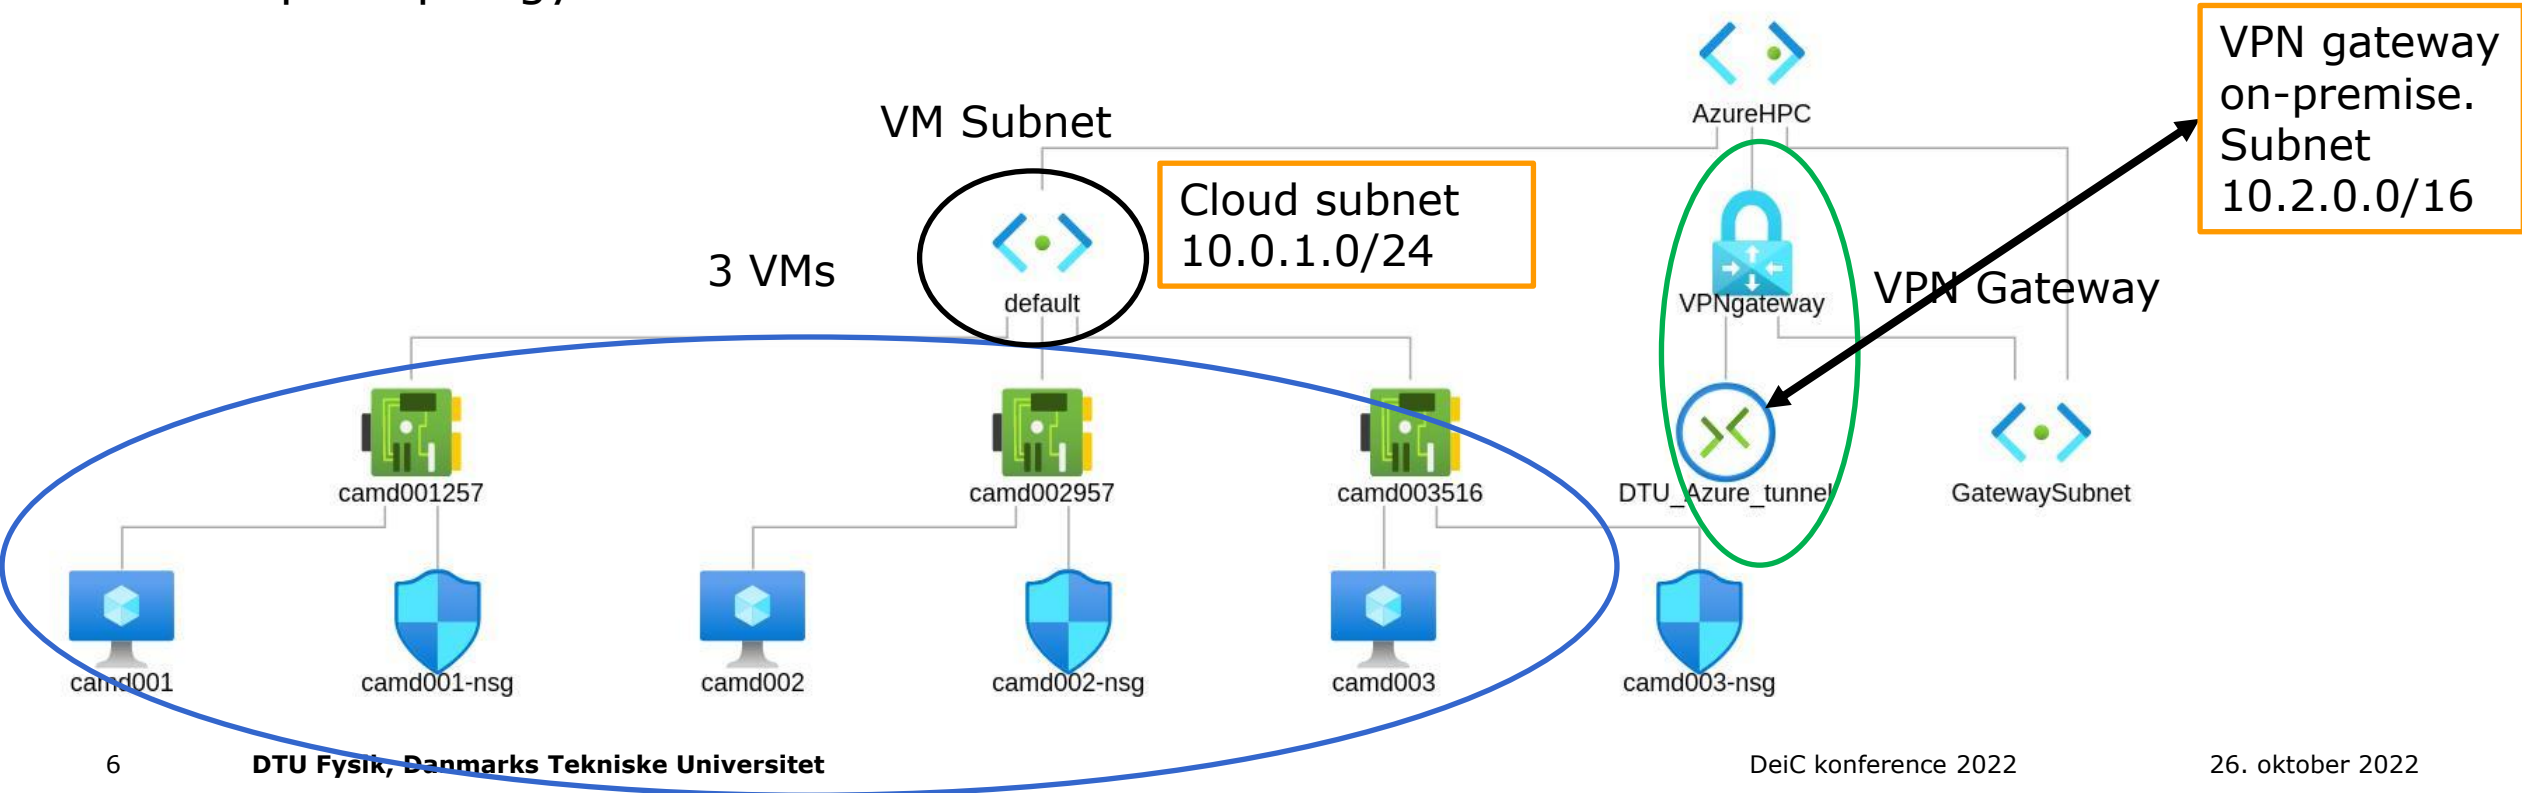 AzureHPC
VPN gateway
on-premise.
Subnet
10.2.0.0/16
VM Subnet
Cloud subnet
10.0.1.0/24
3 VMs
default
VPNgateway
VPN Gateway
camd001257
camd002957
camd003516
DTU_Azure_tunnel
GatewaySubnet
camd001
camd001-nsg
camd002
camd002-nsg
camd003
camd003-nsg
6
DTU Fysik, Danmarks Tekniske Universitet
DeiC konference 2022
26. oktober 2022